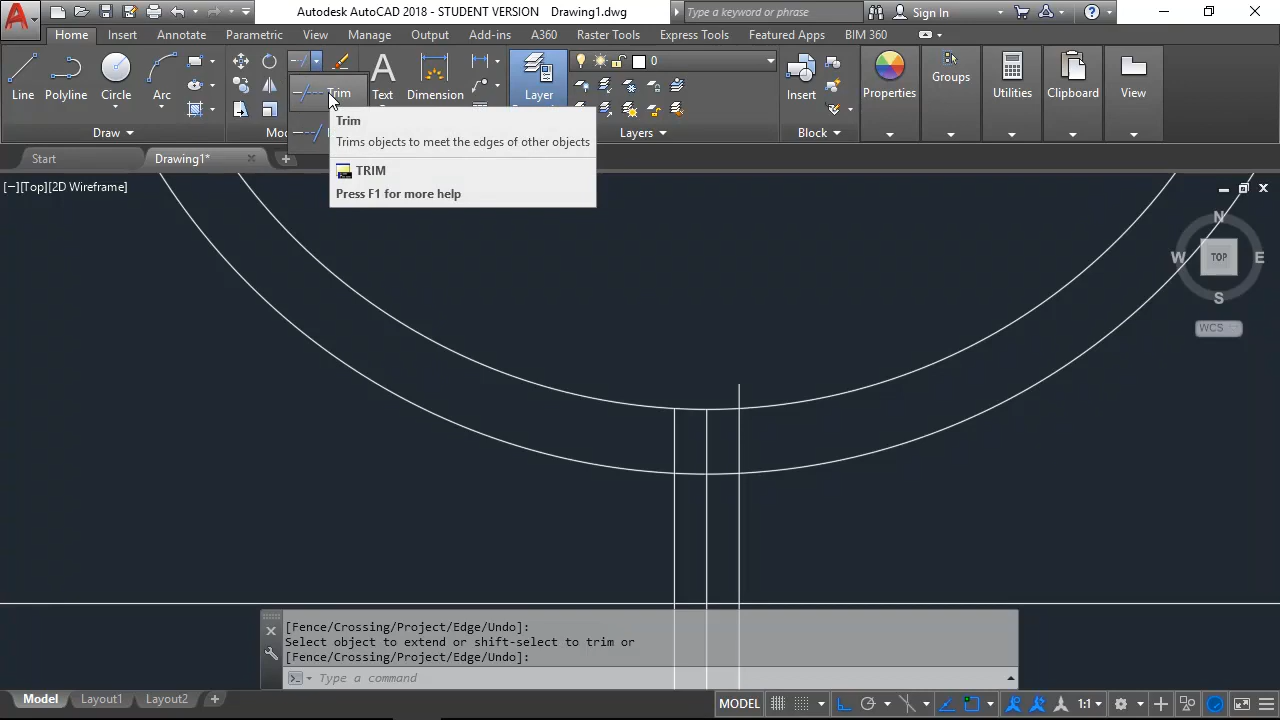 Autodesk AutoCAD 2018 - STUDENT VERSION Drawing1.dwg
Type a keyword or phrase
Sign In
Home Insert Annotate Parametric View Manage Output Add-ins A360 Raster Tools Express Tools Featured Apps BIM 360
Line Polyline Circle Arc
Trim
Text Dimension
Layer
0
Insert
Properties
Groups
Utilities
Clipboard
View
Draw
Layers
Block
Trim
Trims objects to meet the edges of other objects
TRIM
Press F1 for more help
Start
Drawing1*
[−][Top][2D Wireframe]
N
W TOP E
S
WCS
[Fence/Crossing/Project/Edge/Undo]:
Select object to extend or shift-select to trim or
[Fence/Crossing/Project/Edge/Undo]:
Type a command
Model Layout1 Layout2
MODEL
1:1